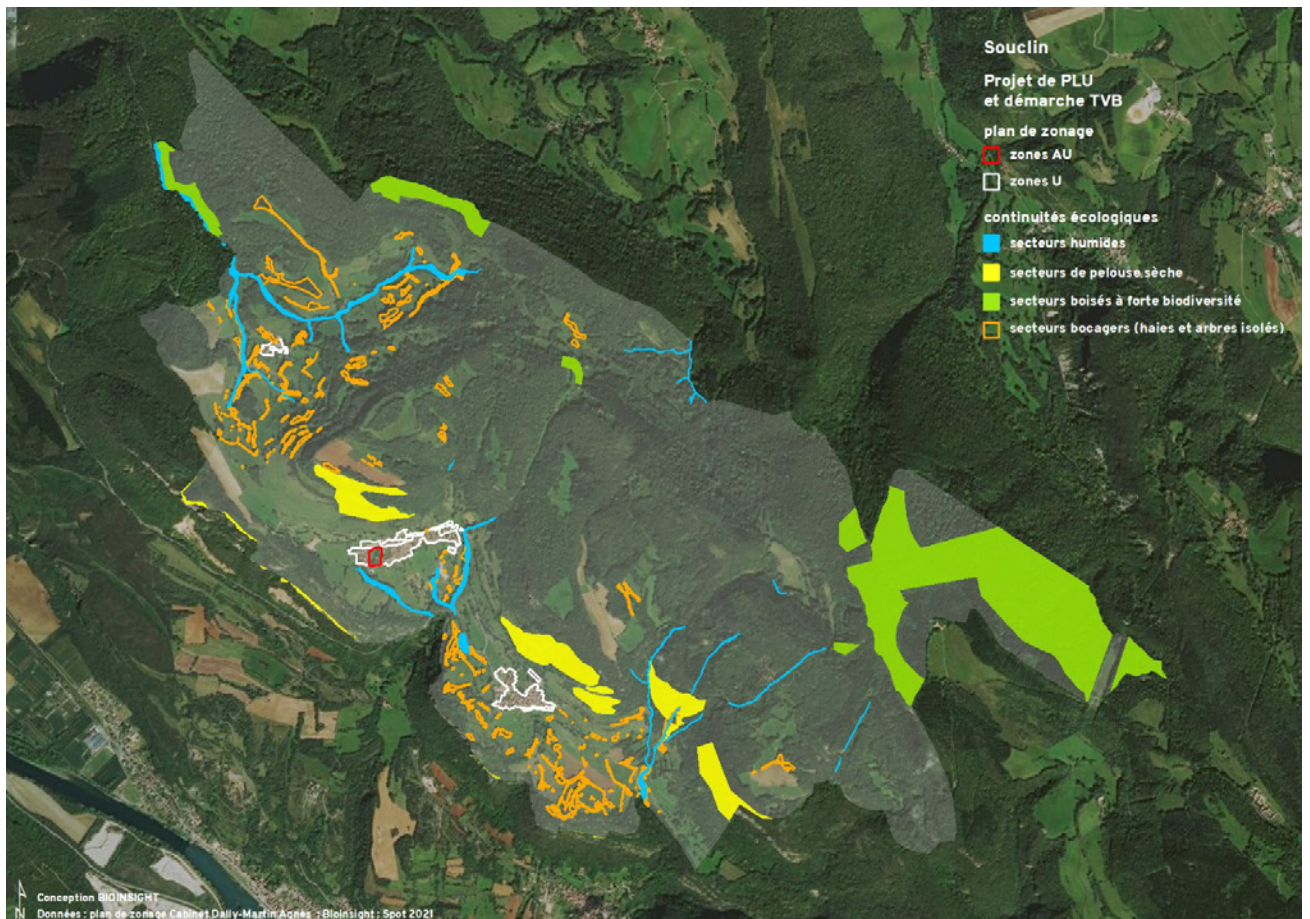 Souclin
Projet de PLU
et démarche TVB
plan de zonage
zones AU
zones U
continuités écologiques
secteurs humides
secteurs de pelouse sèche
secteurs boisés à forte biodiversité
secteurs bocagers (haies et arbres isolés)
Conception BIOINSIGHT
N Données : plan de zonage Cabinet Dally-Martin Agnès ; Bioinsight ; Spot 2021